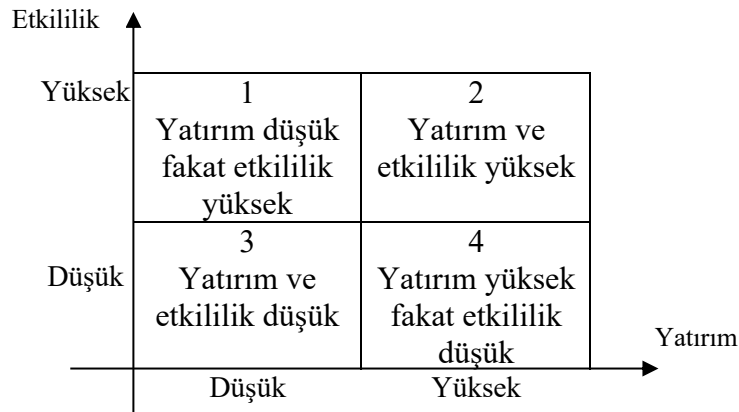 Etkililik
Yüksek
1
Yatırım düşük
fakat etkililik
yüksek
2
Yatırım ve
etkililik yüksek
Düşük
3
Yatırım ve
etkililik düşük
4
Yatırım yüksek
fakat etkililik
düşük
Yatırım
Düşük
Yüksek